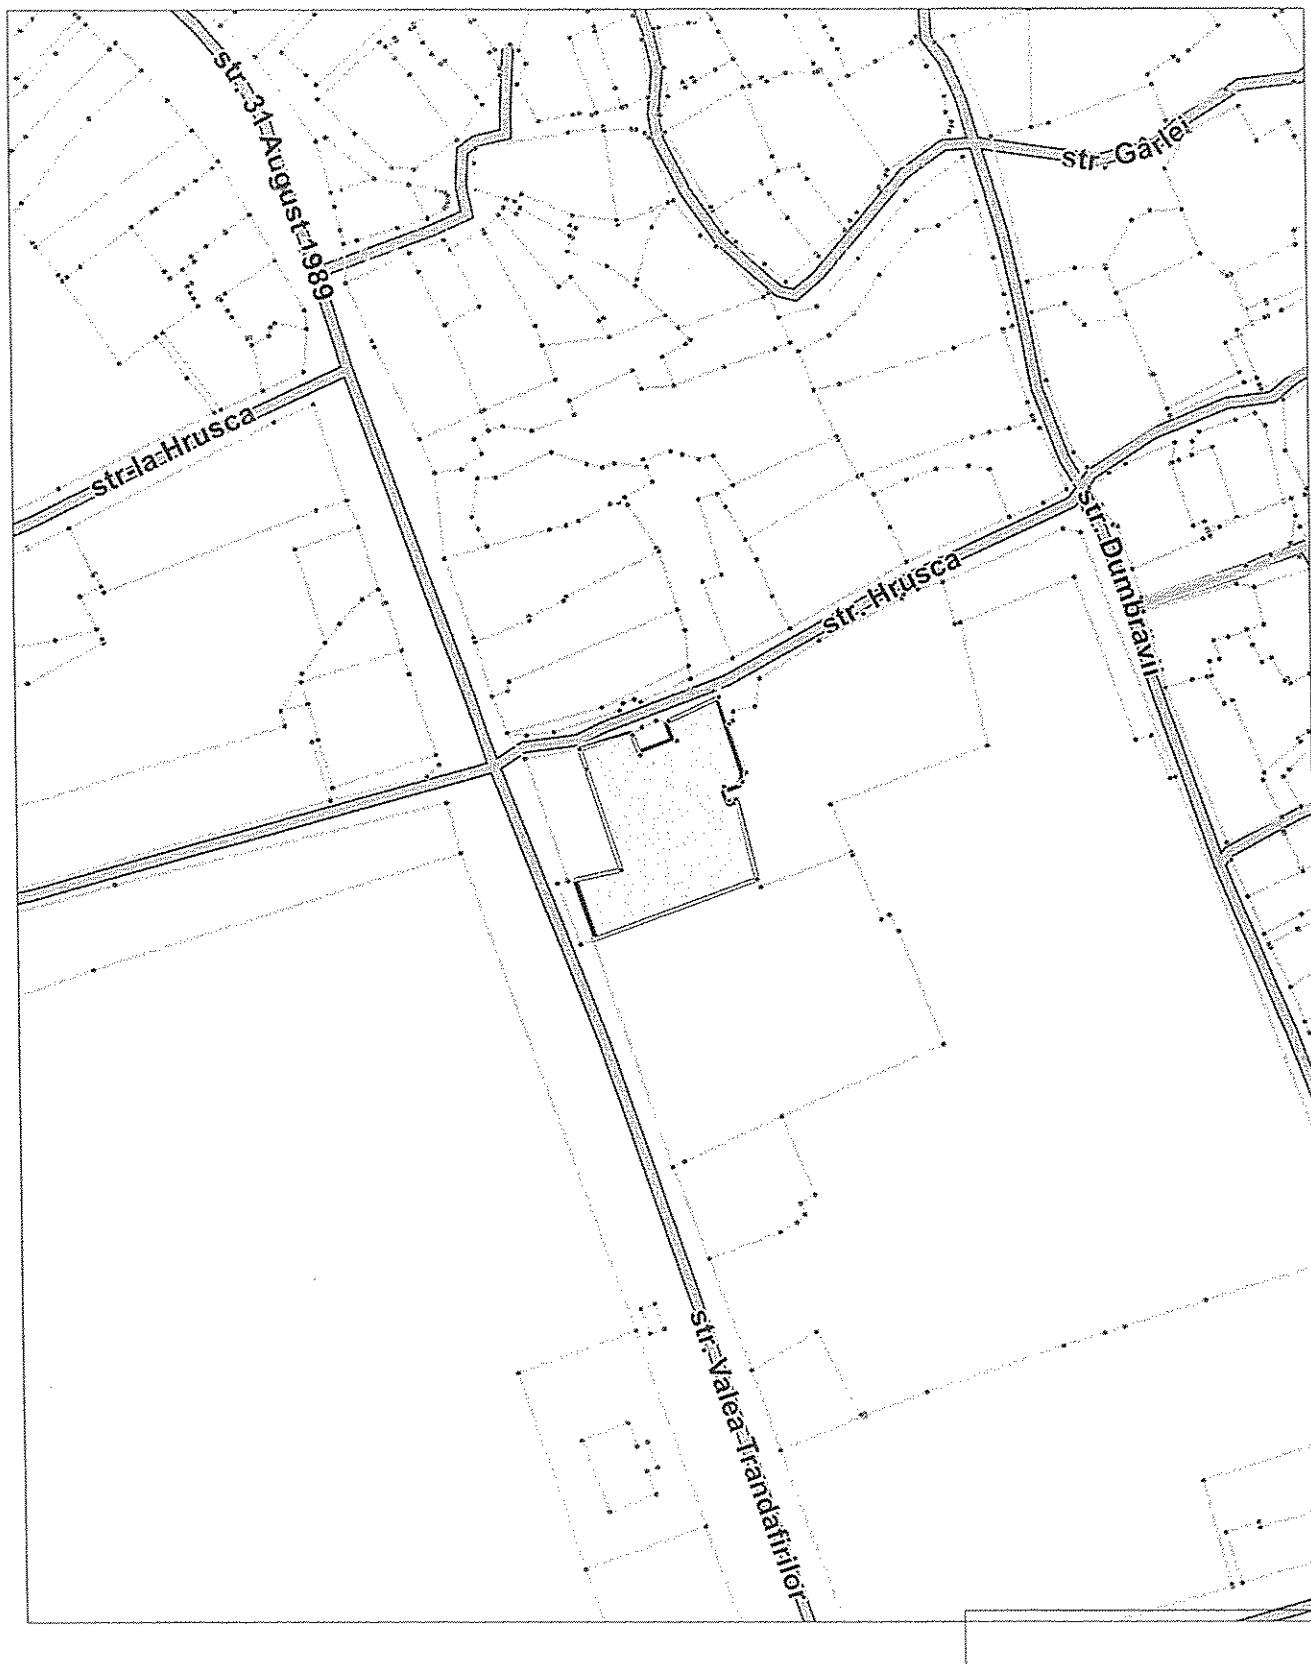 str. 31 August 1989
str. Gârlei
str. la Hrusca
str. Hrusca
str. Dumbravii
str. Valea Trandafirilor